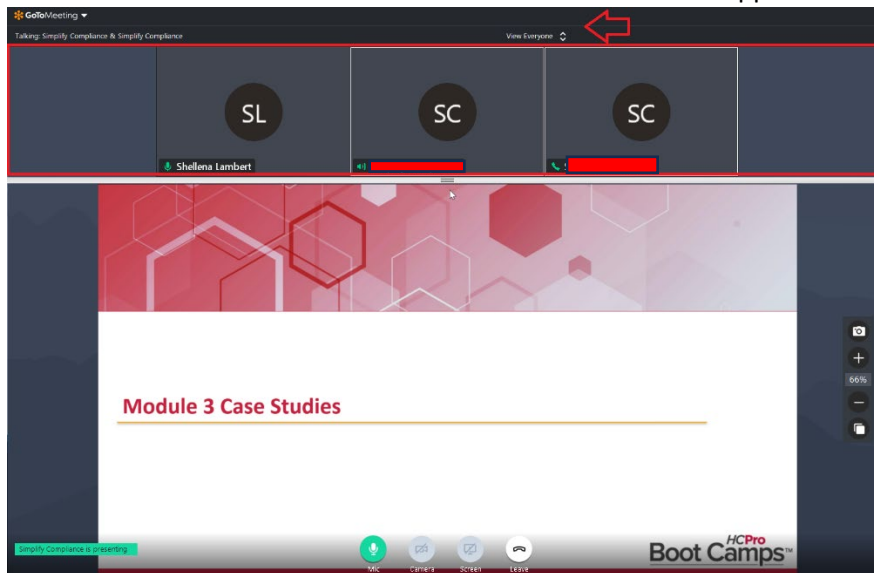 GoToMeeting
Talking: Simplify Compliance & Simplify Compliance
View Everyone
SL
SC
SC
Shellena Lambert
Module 3 Case Studies
66%
Simplify Compliance is presenting
Mic
Camera
Screen
Leave
HCPro
Boot Camps™